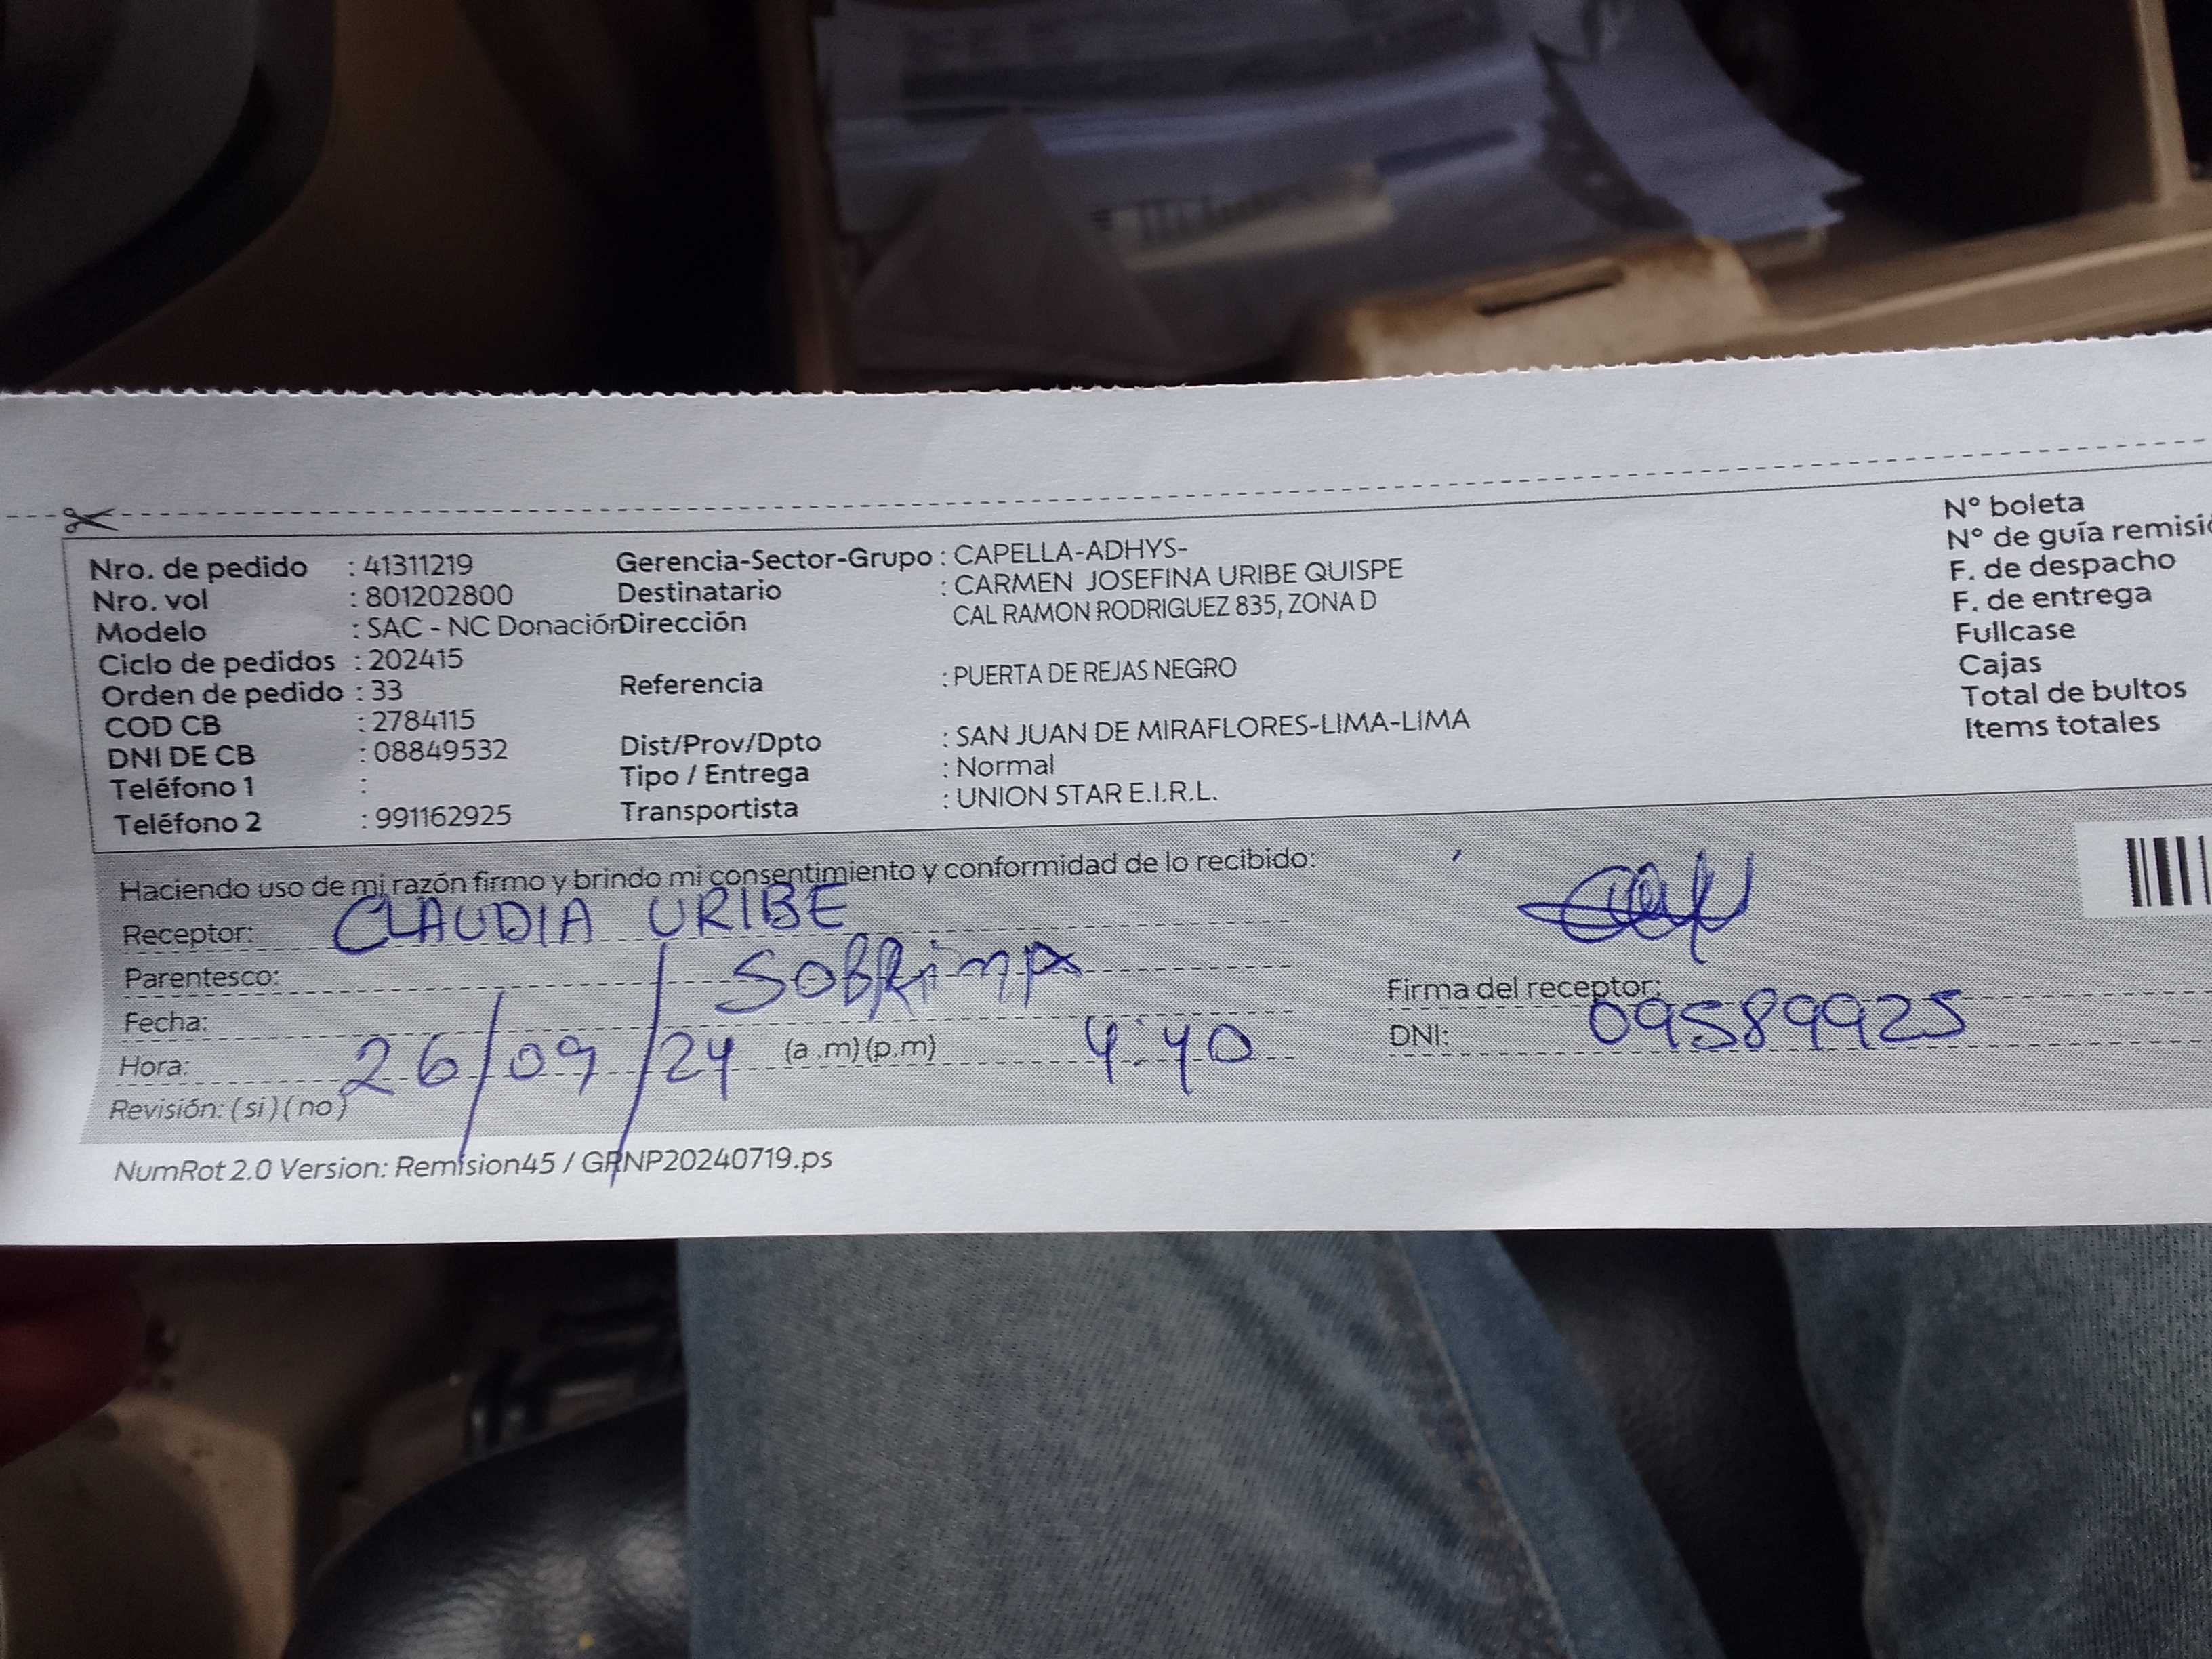 Nro. de pedido : 41311219 Gerencia-Sector-Grupo : CAPELLA-ADHYS- N° boleta
Nro. vol : 801202800 Destinatario : CARMEN JOSEFINA URIBE QUISPE N° de guía remisió
Modelo : SAC - NC Donación Dirección CAL RAMON RODRIGUEZ 835, ZONA D F. de despacho
Ciclo de pedidos : 202415 F. de entrega
Orden de pedido : 33 Referencia : PUERTA DE REJAS NEGRO Fullcase
COD CB : 2784115 Cajas
DNI DE CB : 08849532 Dist/Prov/Dpto : SAN JUAN DE MIRAFLORES-LIMA-LIMA Total de bultos
Teléfono 1 : Tipo / Entrega : Normal Items totales
Teléfono 2 : 991162925 Transportista : UNION STAR E.I.R.L.
Haciendo uso de mi razón firmo y brindo mi consentimiento y conformidad de lo recibido:
Receptor: CLAUDIA URIBE
Parentesco: SOBRINA
Fecha: Firma del receptor:
Hora: 26/09/24 (a.m)(p.m) 4:40 DNI: 09589925
Revisión: (si) (no)
NumRot 2.0 Version: Remision45 / GRNP20240719.ps